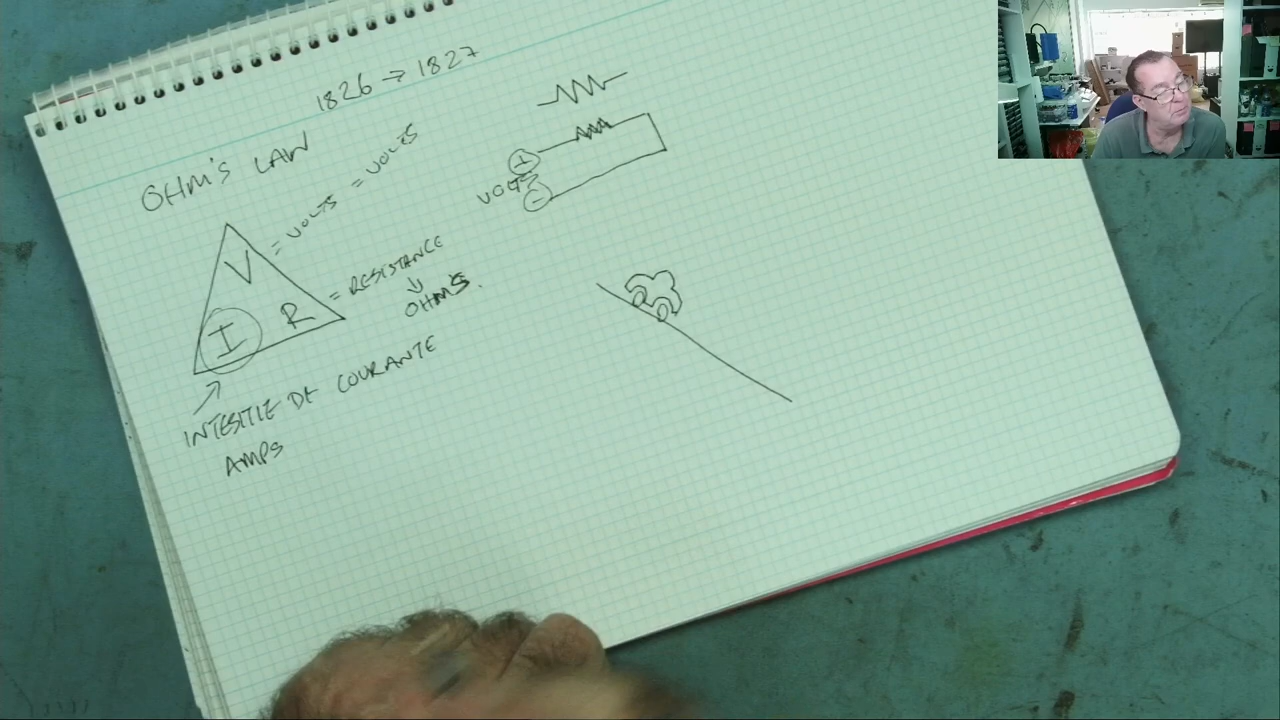 OHM'S LAW 1826 → 1827
V = VOLTS = VOLTS
I R = RESISTANCE
↓
OHMS.
INTESITIE DE COURANTE
AMPS
+
VOLTS
-